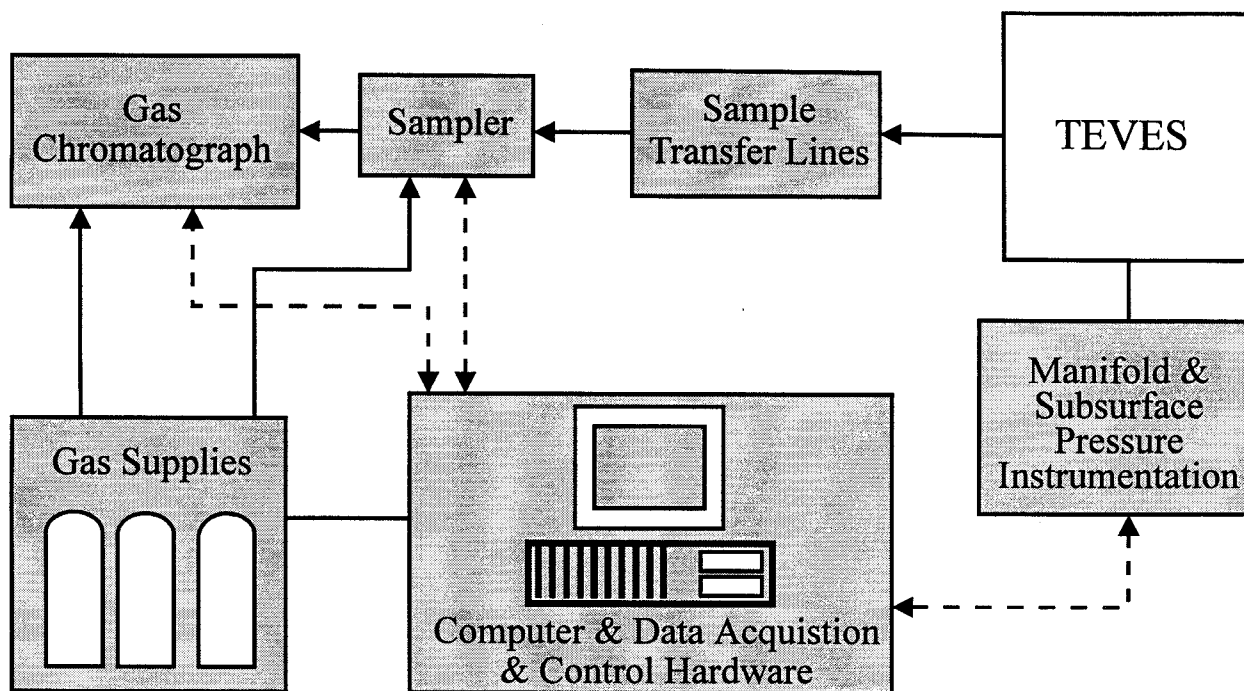 Gas
Chromatograph
Sampler
Sample
Transfer Lines
TEVES
Manifold &
Subsurface
Pressure
Instrumentation
Gas Supplies
Computer & Data Acquistion
& Control Hardware